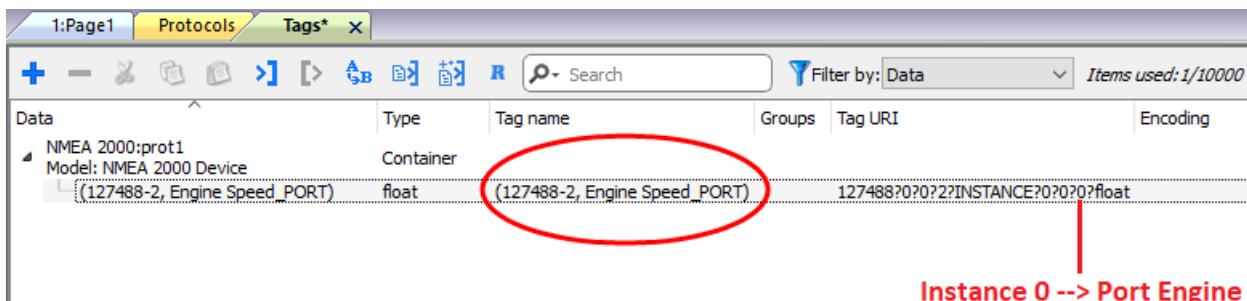 1:Page1 Protocols Tags* x
R Search Filter by: Data Items used:1/10000
Data Type Tag name Groups Tag URI Encoding
NMEA 2000:prot1
Model: NMEA 2000 Device Container
(127488-2, Engine Speed_PORT) float (127488-2, Engine Speed_PORT) 127488?0?0?2?INSTANCE?0?0?0?float
Instance 0 --> Port Engine